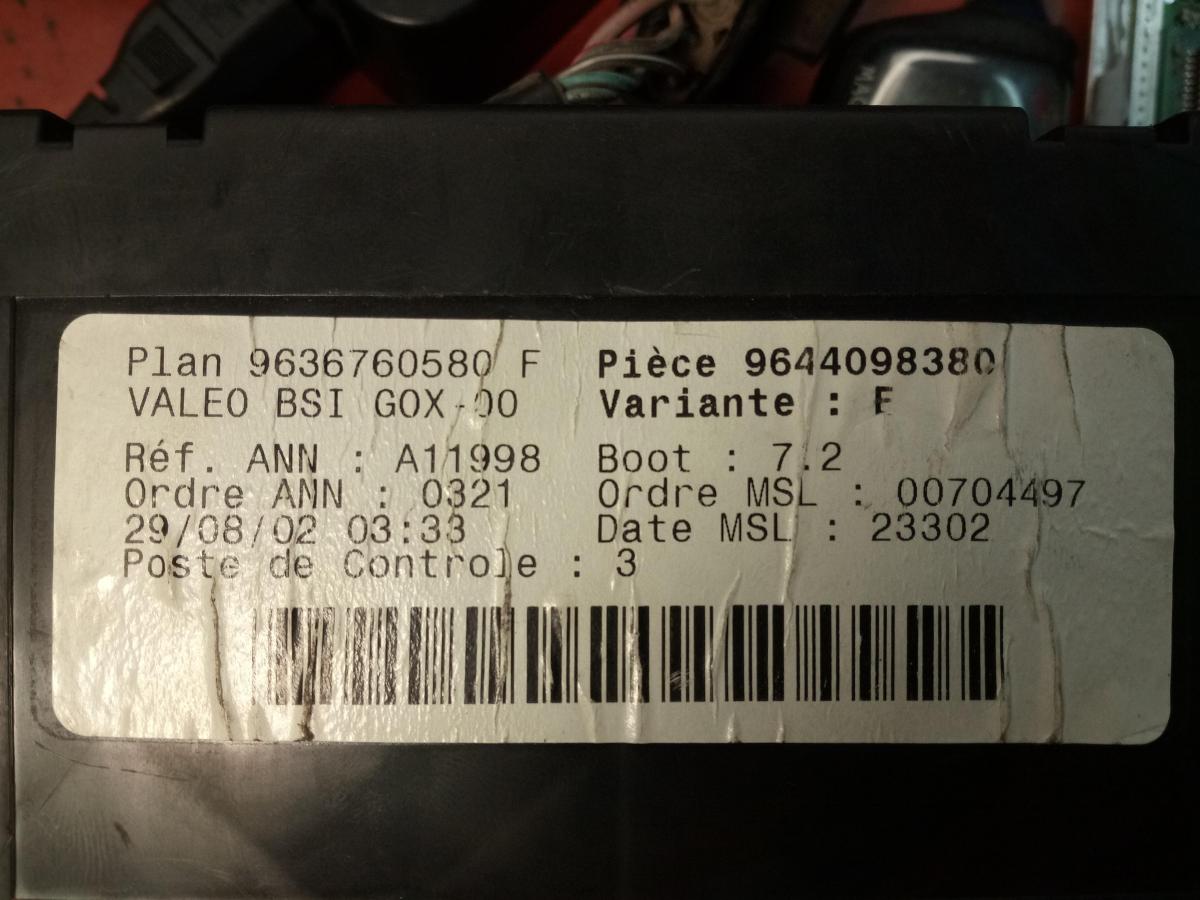 Plan 9636760580 F
VALEO BSI G0X-00
Pièce 9644098380
Variante :
Réf. ANN : A11998
Ordre ANN : 0321
29/08/02 03:33
Poste de Controle : 3
Boot : 7.2
Ordre MSL : 00704497
Date MSL : 23302